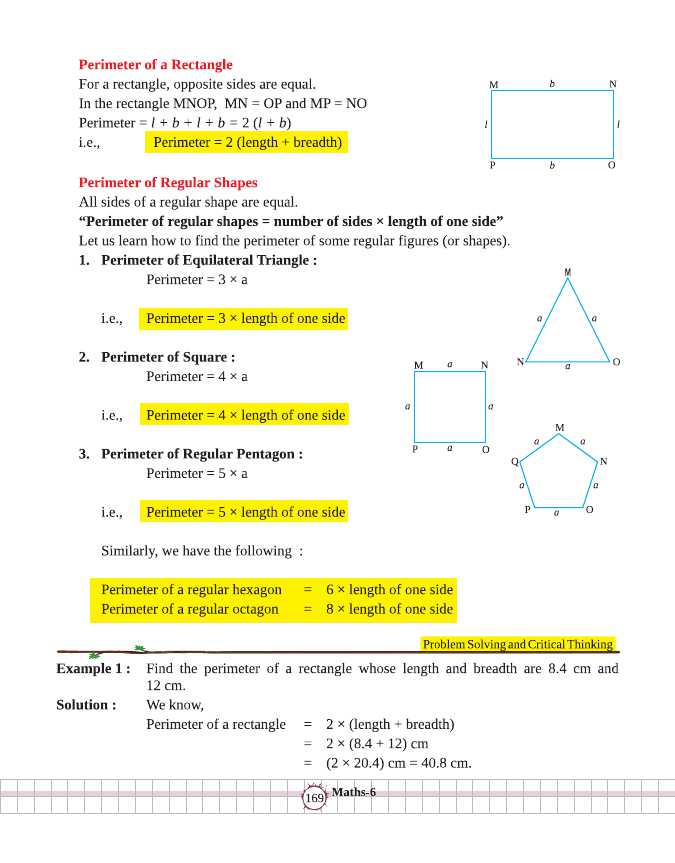 Perimeter of a Rectangle
For a rectangle, opposite sides are equal.
In the rectangle MNOP, MN = OP and MP = NO
Perimeter = l + b + l + b = 2 (l + b)
i.e., Perimeter = 2 (length + breadth)
M b N
l l
P b O
Perimeter of Regular Shapes
All sides of a regular shape are equal.
“Perimeter of regular shapes = number of sides × length of one side”
Let us learn how to find the perimeter of some regular figures (or shapes).
1. Perimeter of Equilateral Triangle :
Perimeter = 3 × a
i.e., Perimeter = 3 × length of one side
M
a a
N a O
2. Perimeter of Square :
Perimeter = 4 × a
i.e., Perimeter = 4 × length of one side
M a N
a a
P a O
3. Perimeter of Regular Pentagon :
Perimeter = 5 × a
i.e., Perimeter = 5 × length of one side
M
a a
Q N
a a
P a O
Similarly, we have the following :
Perimeter of a regular hexagon = 6 × length of one side
Perimeter of a regular octagon = 8 × length of one side
Problem Solving and Critical Thinking
Example 1 : Find the perimeter of a rectangle whose length and breadth are 8.4 cm and
12 cm.
Solution : We know,
Perimeter of a rectangle = 2 × (length + breadth)
= 2 × (8.4 + 12) cm
= (2 × 20.4) cm = 40.8 cm.
169 Maths-6